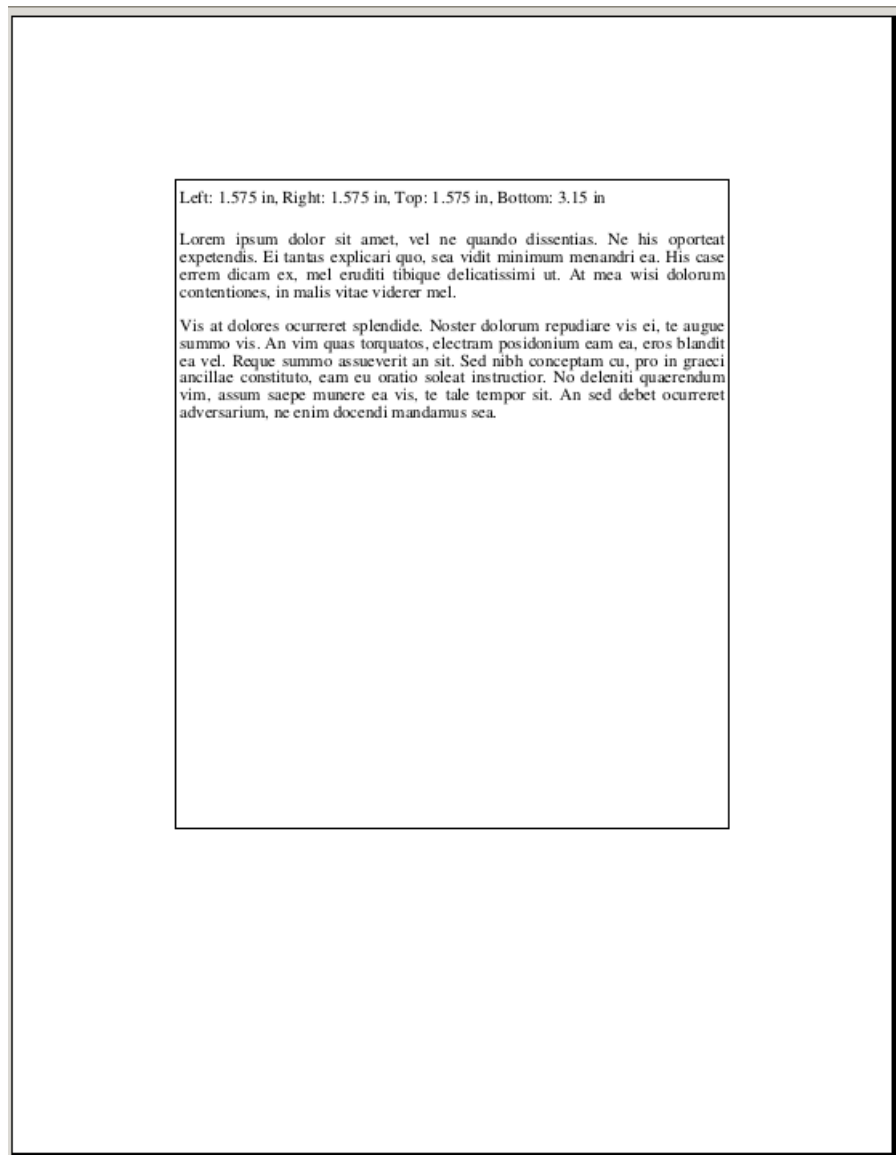 Left: 1.575 in, Right: 1.575 in, Top: 1.575 in, Bottom: 3.15 in
Lorem ipsum dolor sit amet, vel ne quando dissentias. Ne his oporteat
expetendis. Ei tantas explicari quo, sea vidit minimum menandri ea. His case
errem dicam ex, mel eruditi tibique delicatissimi ut. At mea wisi dolorum
contentiones, in malis vitae viderer mel.
Vis at dolores ocurreret splendide. Noster dolorum repudiare vis ei, te augue
summo vis. An vim quas torquatos, electram posidonium eam ea, eros blandit
ea vel. Reque summo assueverit an sit. Sed nibh conceptam cu, pro in graeci
ancillae constituto, eam eu oratio soleat instructior. No deleniti quaerendum
vim, assum saepe munere ea vis, te tale tempor sit. An sed debet ocurreret
adversarium, ne enim docendi mandamus sea.